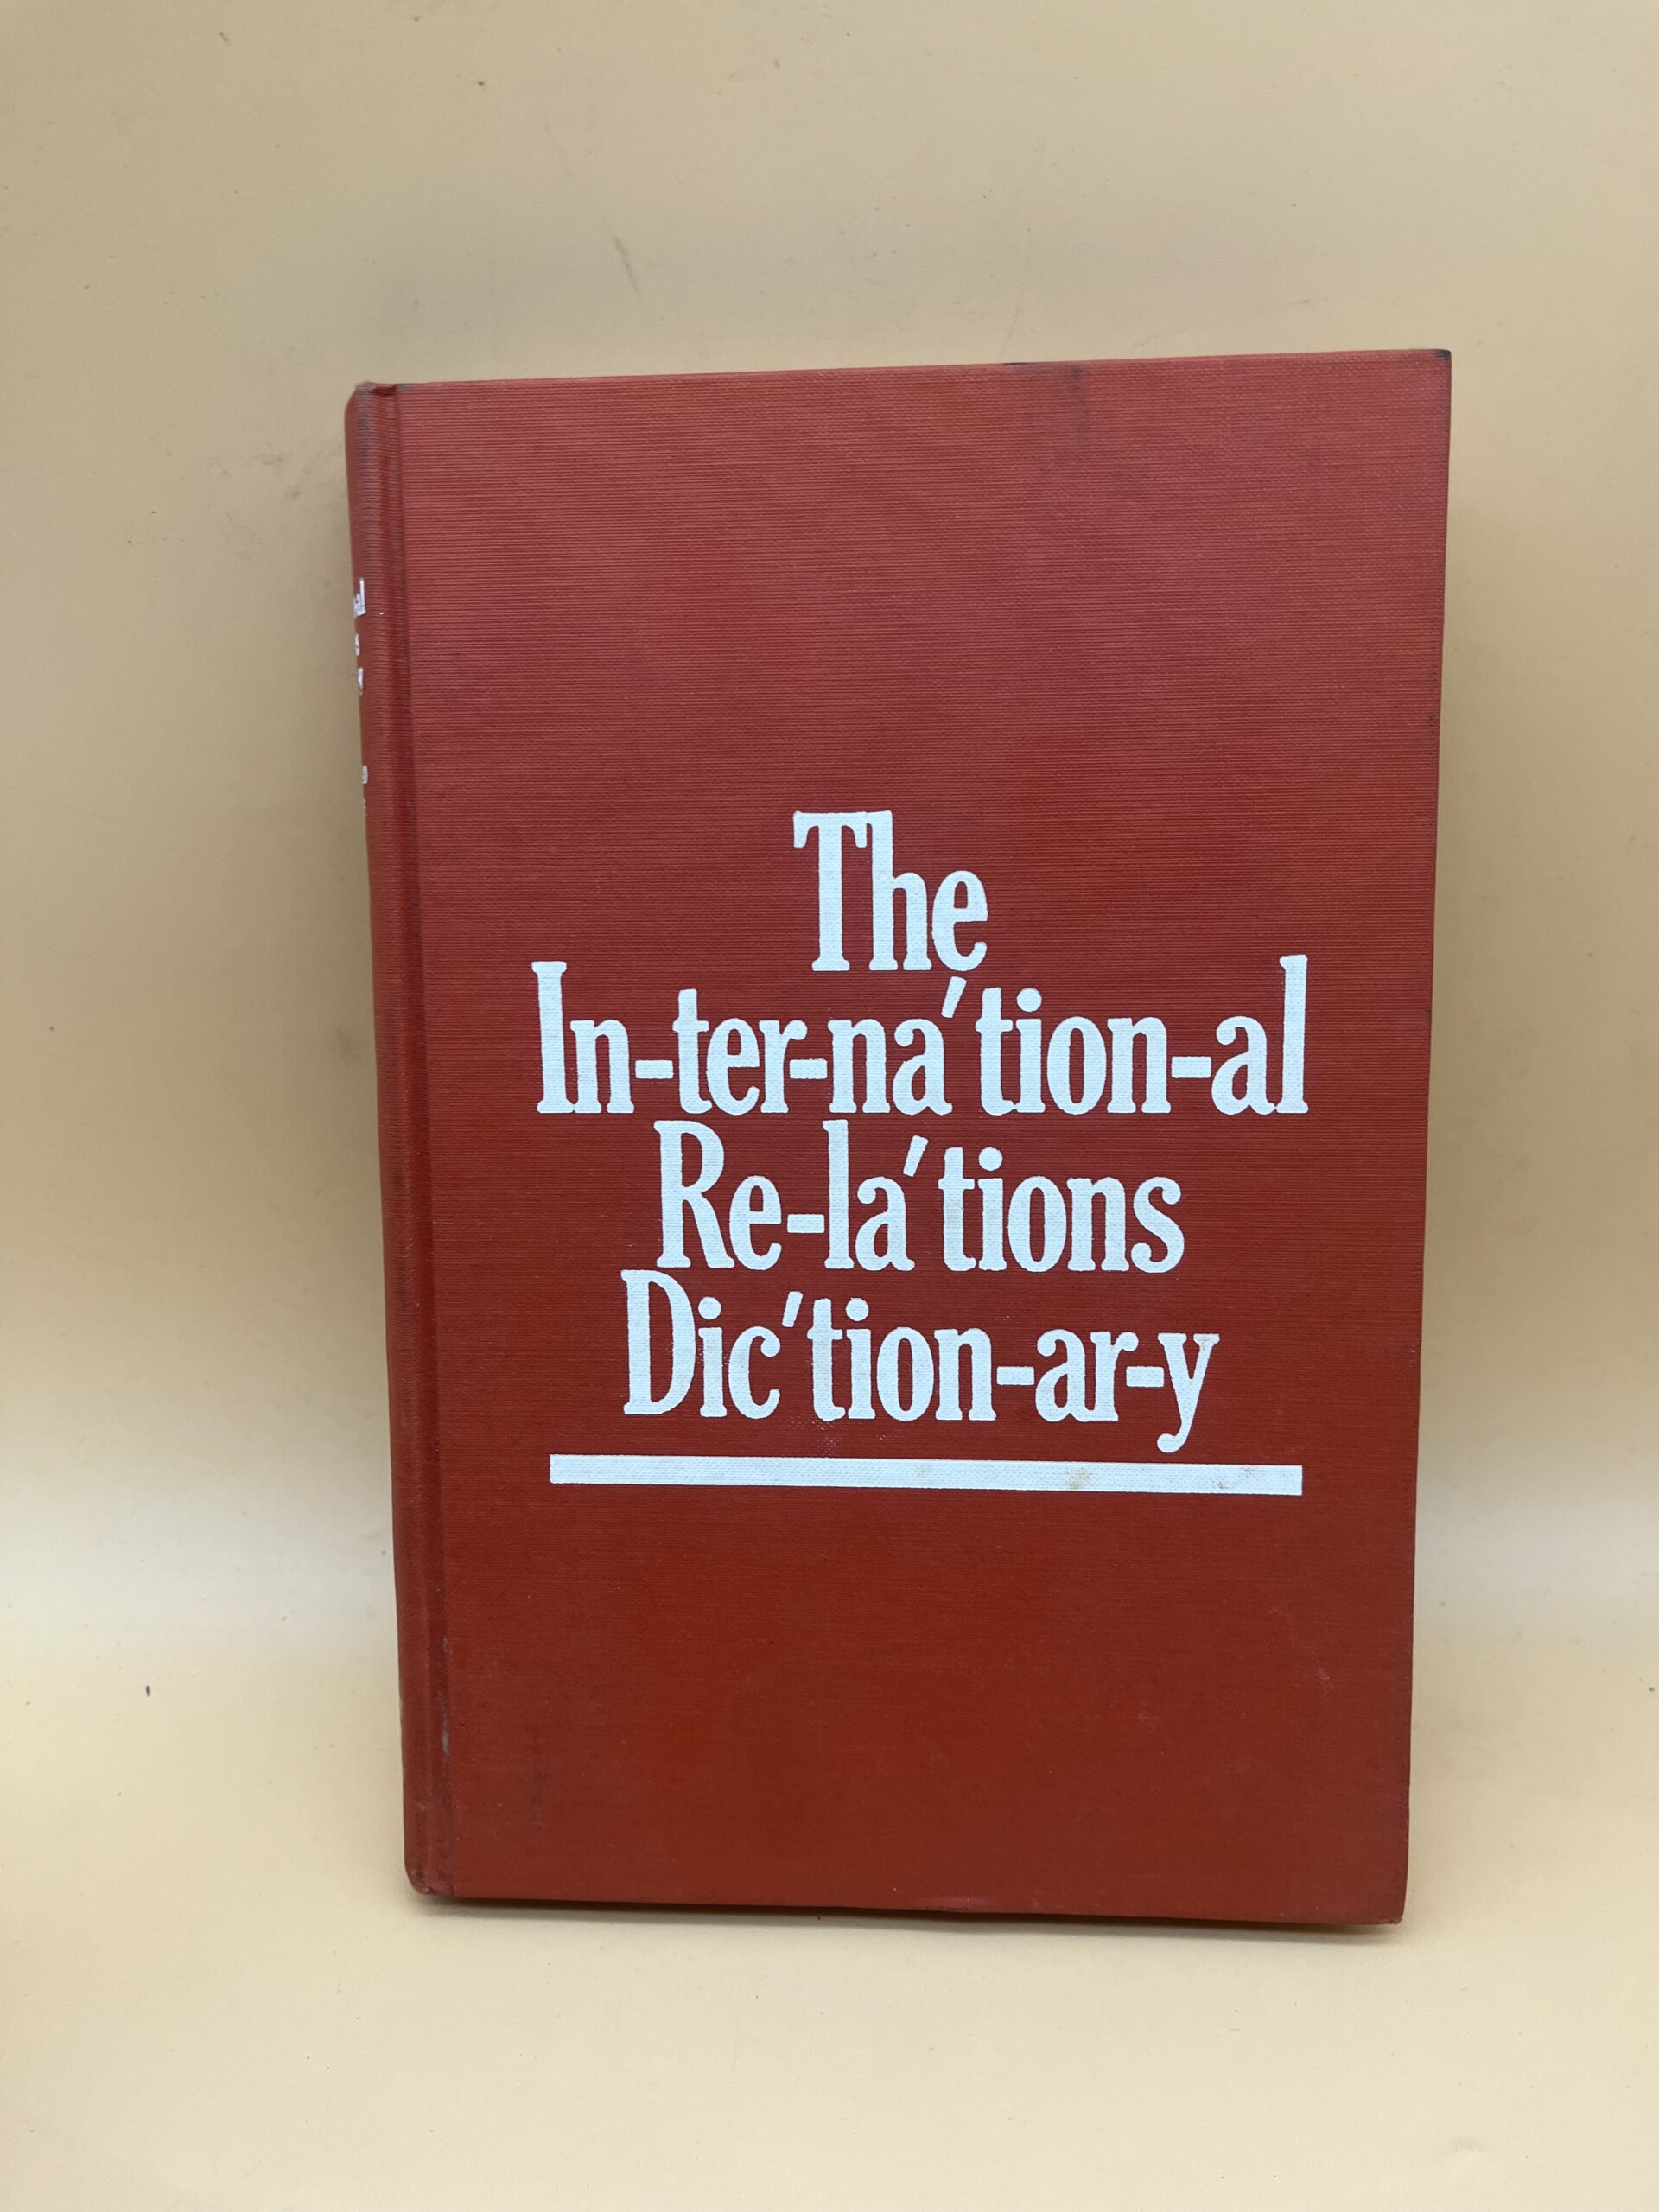 The
In-ter-na′tion-al
Re-la′tions
Dic′tion-ar-y